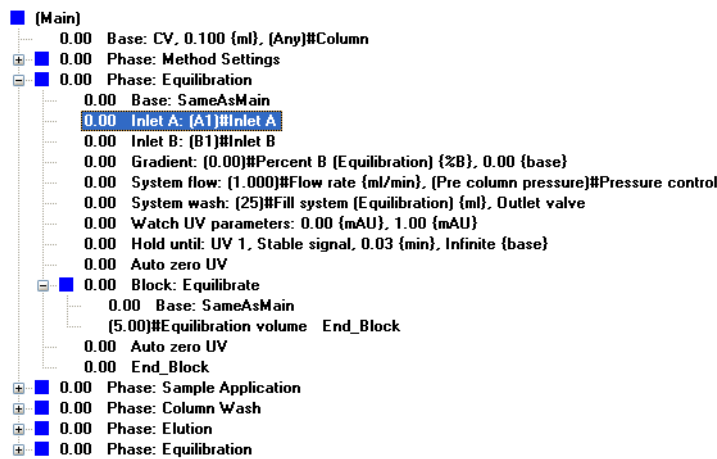 (Main)
0.00 Base: CV, 0.100 {ml}, (Any)#Column
0.00 Phase: Method Settings
0.00 Phase: Equilibration
0.00 Base: SameAsMain
0.00 Inlet A: (A1)#Inlet A
0.00 Inlet B: (B1)#Inlet B
0.00 Gradient: (0.00)#Percent B (Equilibration) {%B}, 0.00 {base}
0.00 System flow: (1.000)#Flow rate {ml/min}, (Pre column pressure)#Pressure control
0.00 System wash: (25)#Fill system (Equilibration) {ml}, Outlet valve
0.00 Watch UV parameters: 0.00 {mAU}, 1.00 {mAU}
0.00 Hold until: UV 1, Stable signal, 0.03 {min}, Infinite {base}
0.00 Auto zero UV
0.00 Block: Equilibrate
0.00 Base: SameAsMain
(5.00)#Equilibration volume End_Block
0.00 Auto zero UV
0.00 End_Block
0.00 Phase: Sample Application
0.00 Phase: Column Wash
0.00 Phase: Elution
0.00 Phase: Equilibration